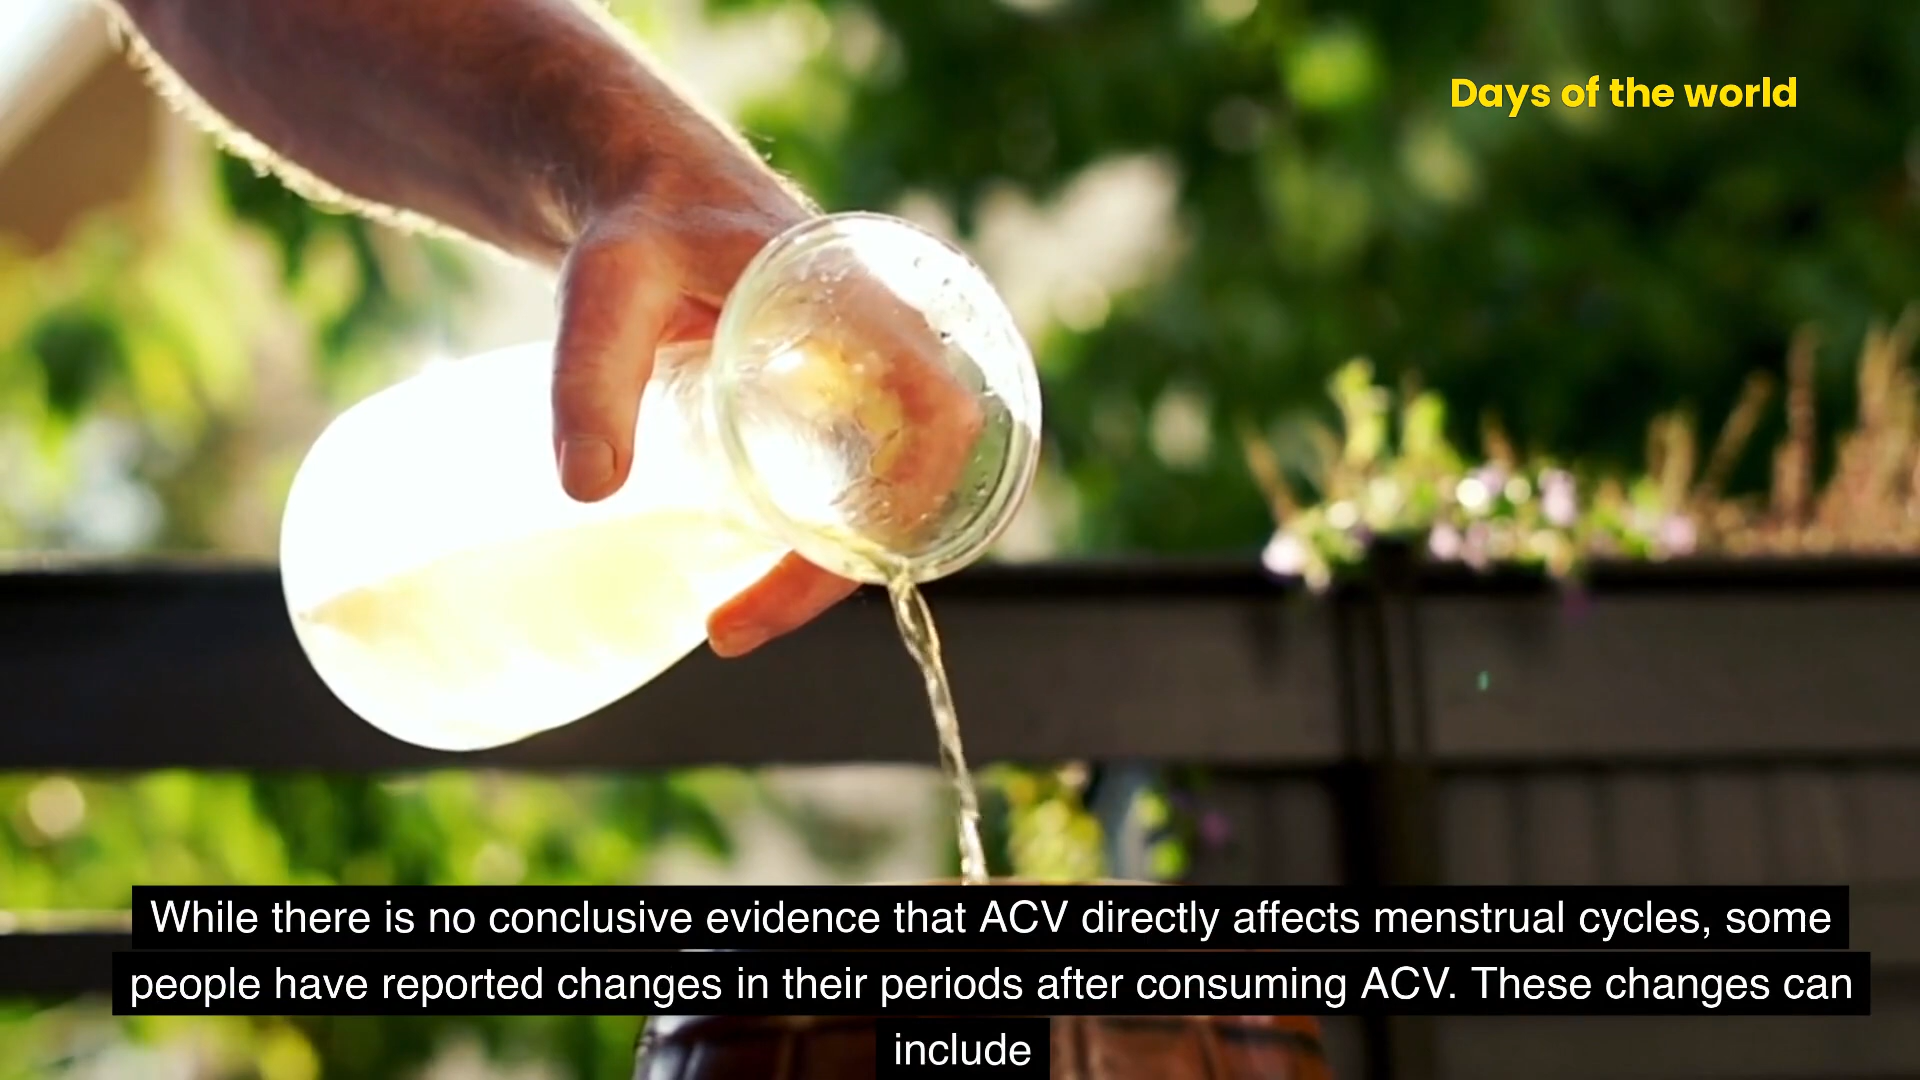 Days of the world
While there is no conclusive evidence that ACV directly affects menstrual cycles, some
people have reported changes in their periods after consuming ACV. These changes can
include